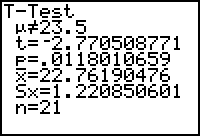 T-Test
μ≠23.5
t=-2.770508771
p=.0118010659
x̄=22.76190476
Sx=1.220850601
n=21